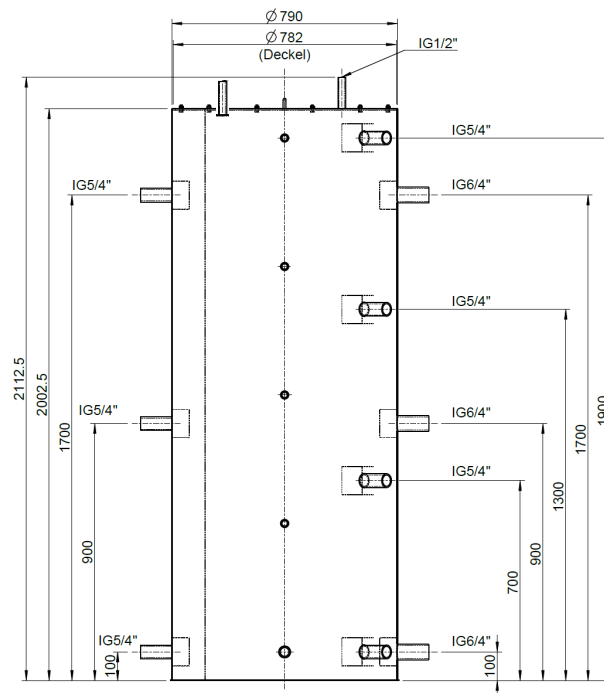 Ø 790
Ø 782
(Deckel)
IG1/2"
IG5/4"
IG5/4"
IG6/4"
IG5/4"
2112.5
2002.5
1700
IG5/4"
IG6/4"
1900
1700
1300
IG5/4"
900
900
700
IG5/4"
IG6/4"
100
100